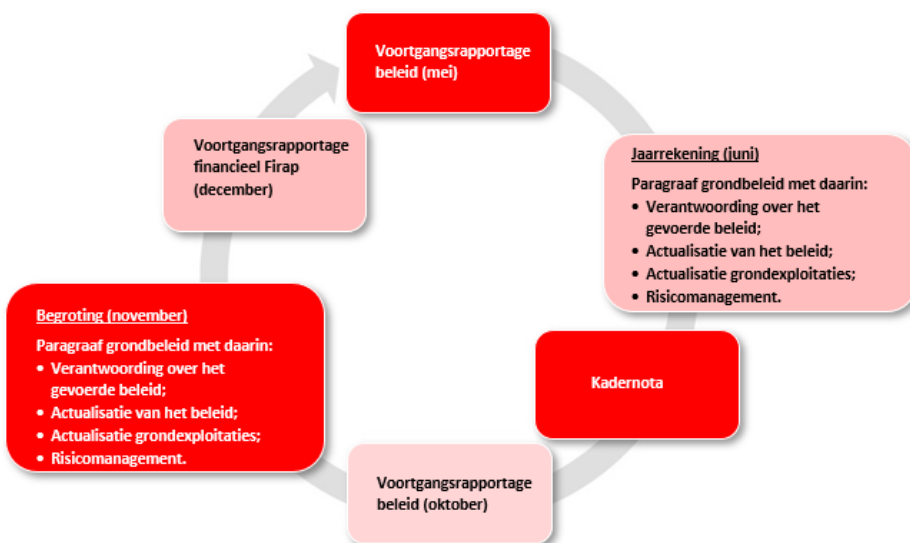 Voortgangsrapportage
beleid (mei)
Jaarrekening (juni)
Paragraaf grondbeleid met daarin:
• Verantwoording over het
gevoerde beleid;
• Actualisatie van het beleid;
• Actualisatie grondexploitaties;
• Risicomanagement.
Kadernota
Voortgangsrapportage
beleid (oktober)
Begroting (november)
Paragraaf grondbeleid met daarin:
• Verantwoording over het
gevoerde beleid;
• Actualisatie van het beleid;
• Actualisatie grondexploitaties;
• Risicomanagement.
Voortgangsrapportage
financieel Firap
(december)